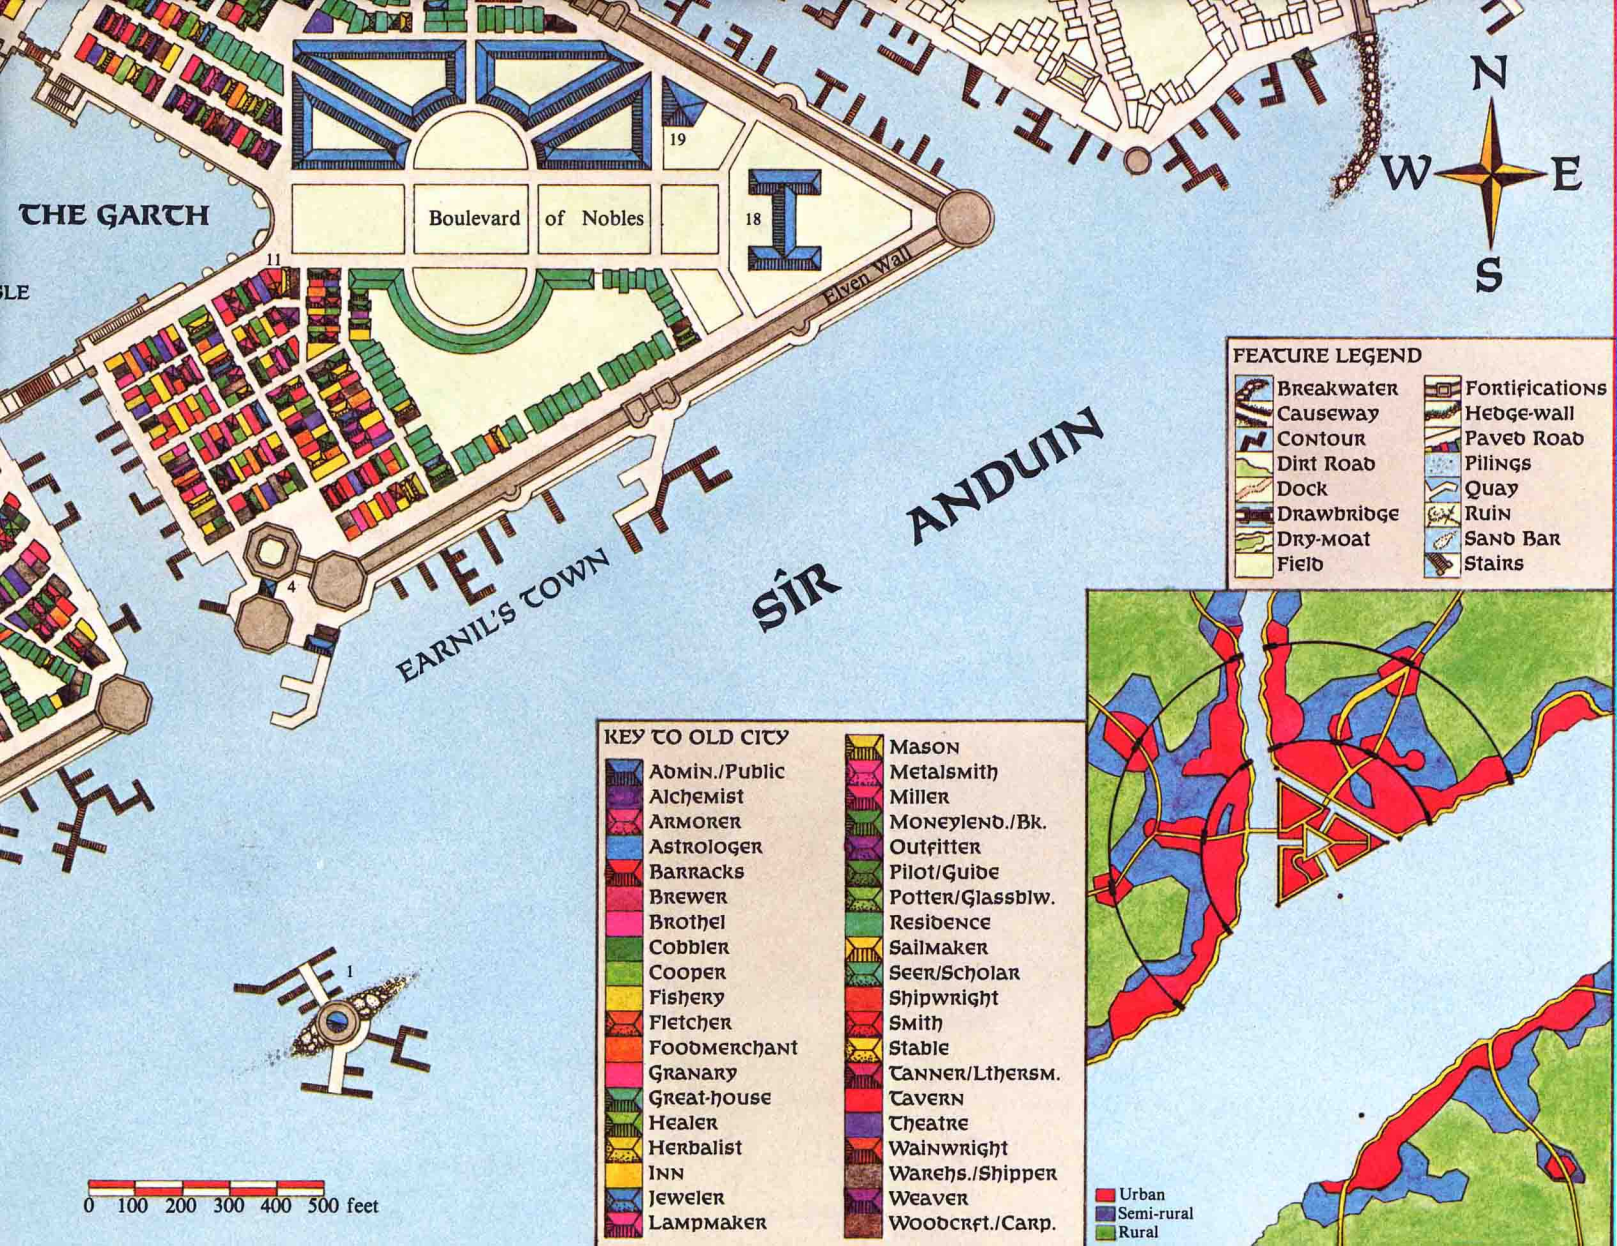 N
W E
S
19
THE GARTH
Boulevard of Nobles
18
11
Elven Wall
4
EARNIL'S TOWN
SÎR ANDUIN
1
FEATURE LEGEND
Breakwater
Causeway
Contour
Dirt Road
Dock
Drawbridge
Dry-moat
Field
Fortifications
Hedge-wall
Paved Road
Pilings
Quay
Ruin
Sand Bar
Stairs
KEY TO OLD CITY
Admin./Public
Alchemist
Armorer
Astrologer
Barracks
Brewer
Brothel
Cobbler
Cooper
Fishery
Fletcher
Foodmerchant
Granary
Great-house
Healer
Herbalist
Inn
Jeweler
Lampmaker
Mason
Metalsmith
Miller
Moneylend./Bk.
Outfitter
Pilot/Guide
Potter/Glassblw.
Residence
Sailmaker
Seer/Scholar
Shipwright
Smith
Stable
Tanner/Lthersm.
Tavern
Theatre
Wainwright
Warehs./Shipper
Weaver
Woodcrft./Carp.
0 100 200 300 400 500 feet
Urban
Semi-rural
Rural